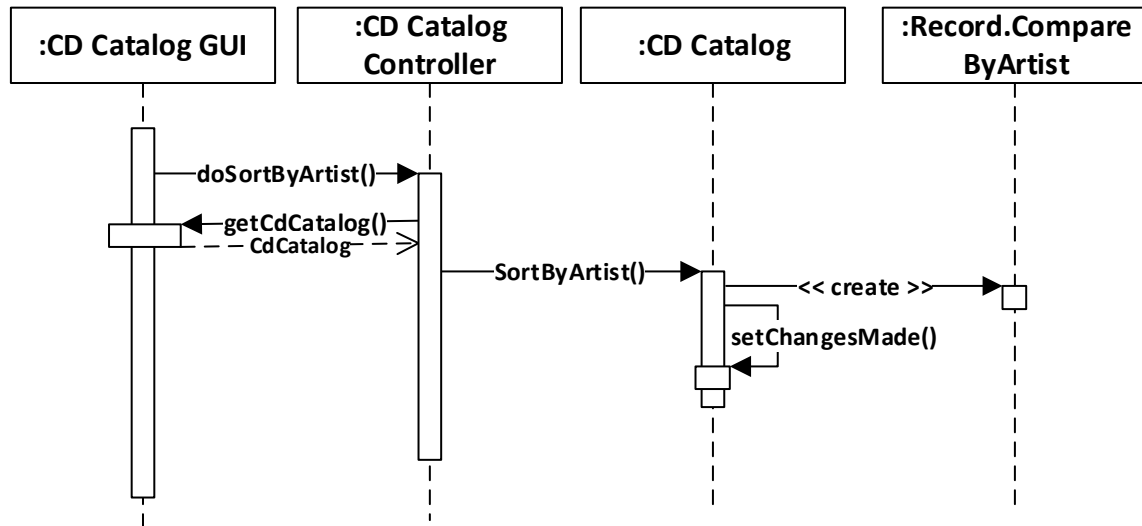 :CD Catalog GUI
:CD Catalog
Controller
:CD Catalog
:Record.Compare
ByArtist
doSortByArtist()
getCdCatalog()
CdCatalog
SortByArtist()
<< create >>
setChangesMade()